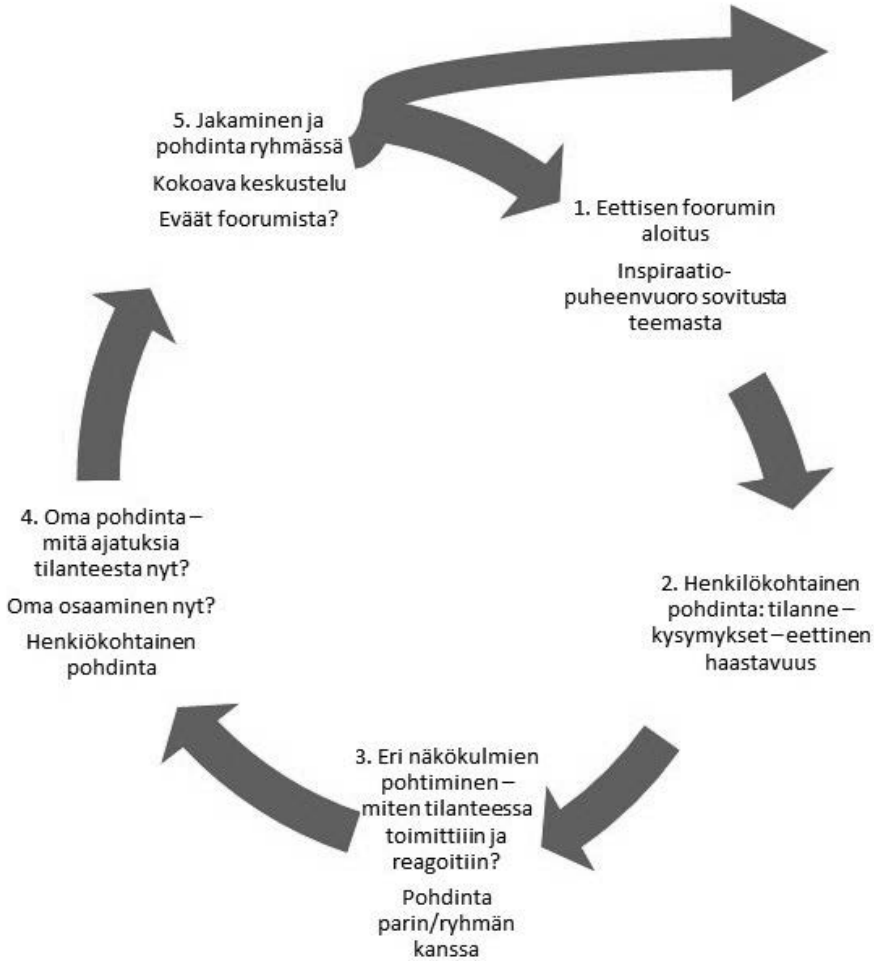 1. Eettisen foorumin
aloitus
Inspiraatio-
puheenvuoro sovitusta
teemasta
2. Henkilökohtainen
pohdinta: tilanne –
kysymykset – eettinen
haastavuus
3. Eri näkökulmien
pohtiminen –
miten tilanteessa
toimittiiin ja
reagoitiin?
Pohdinta
parin/ryhmän
kanssa
4. Oma pohdinta –
mitä ajatuksia
tilanteesta nyt?
Oma osaaminen nyt?
Henkiökohtainen
pohdinta
5. Jakaminen ja
pohdinta ryhmässä
Kokoava keskustelu
Eväät foorumista?